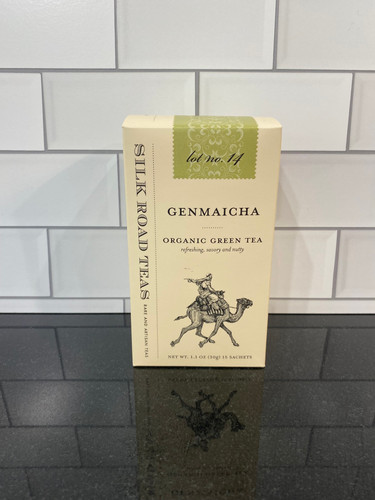 lot no. 14
GENMAICHA
ORGANIC GREEN TEA
refreshing, savory and nutty
NET WT. 1.1 OZ (30g) 15 SACHETS
SILK ROAD TEAS
RARE AND ARTISAN TEAS